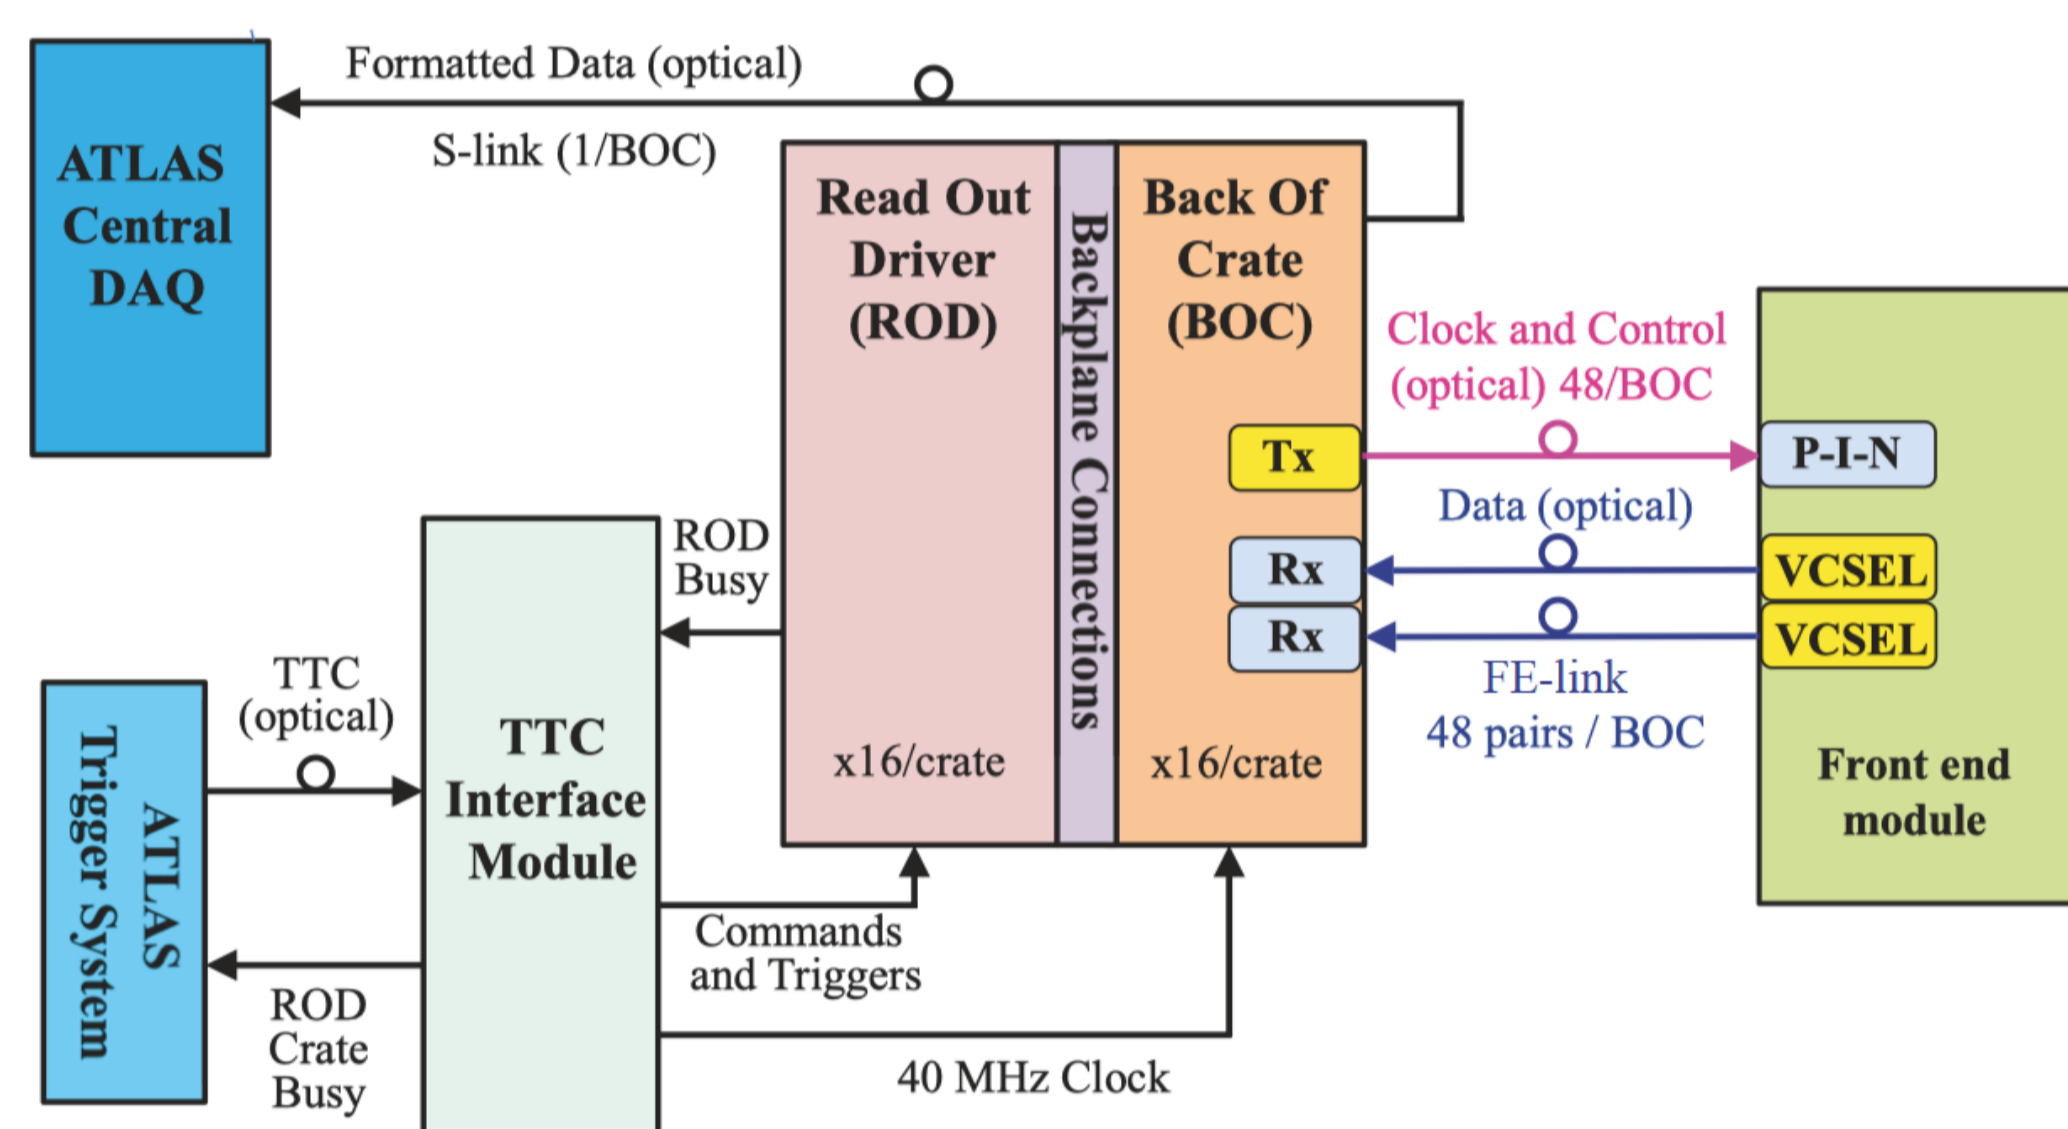 Formatted Data (optical)
S-link (1/BOC)
ATLAS
Central
DAQ
Read Out
Driver
(ROD)
x16/crate
Backplane Connections
Back Of
Crate
(BOC)
Tx
Rx
Rx
x16/crate
Clock and Control
(optical) 48/BOC
Data (optical)
FE-link
48 pairs / BOC
P-I-N
VCSEL
VCSEL
Front end
module
ROD
Busy
TTC
(optical)
TTC
Interface
Module
ATLAS
Trigger System
ROD
Crate
Busy
Commands
and Triggers
40 MHz Clock